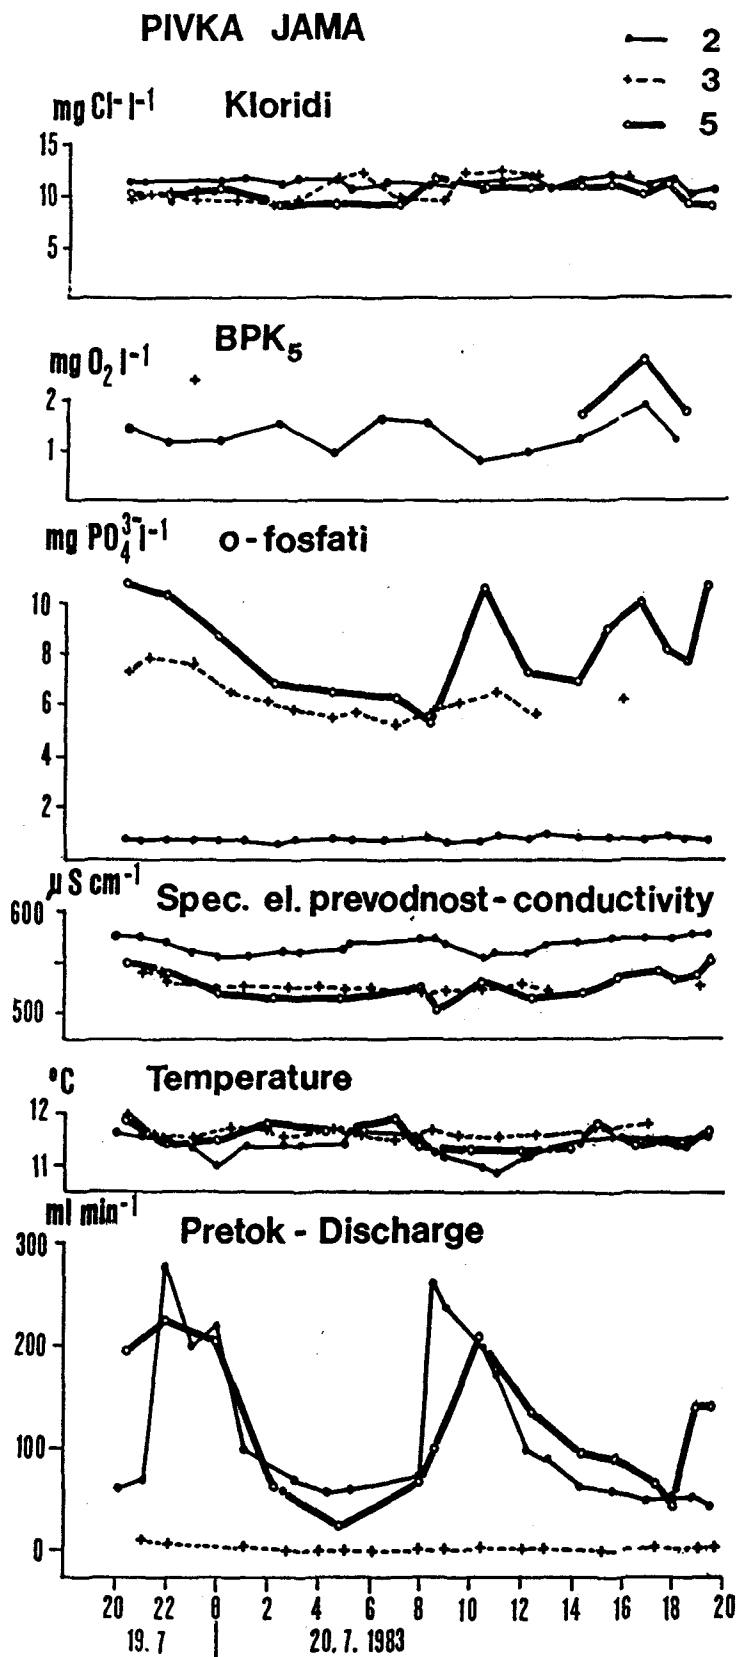 PIVKA JAMA
2
3
5
mg Cl⁻ l⁻¹ Kloridi
15
10
5
mg O₂ l⁻¹ BPK₅
2
1
mg PO₄³⁻ l⁻¹ o-fosfati
10
8
6
4
2
µS cm⁻¹
Spec. el. prevodnost-conductivity
600
500
°C Temperature
12
11
ml min⁻¹
Pretok - Discharge
300
200
100
0
20 22 0 2 4 6 8 10 12 14 16 18 20
19. 7 20. 7. 1983